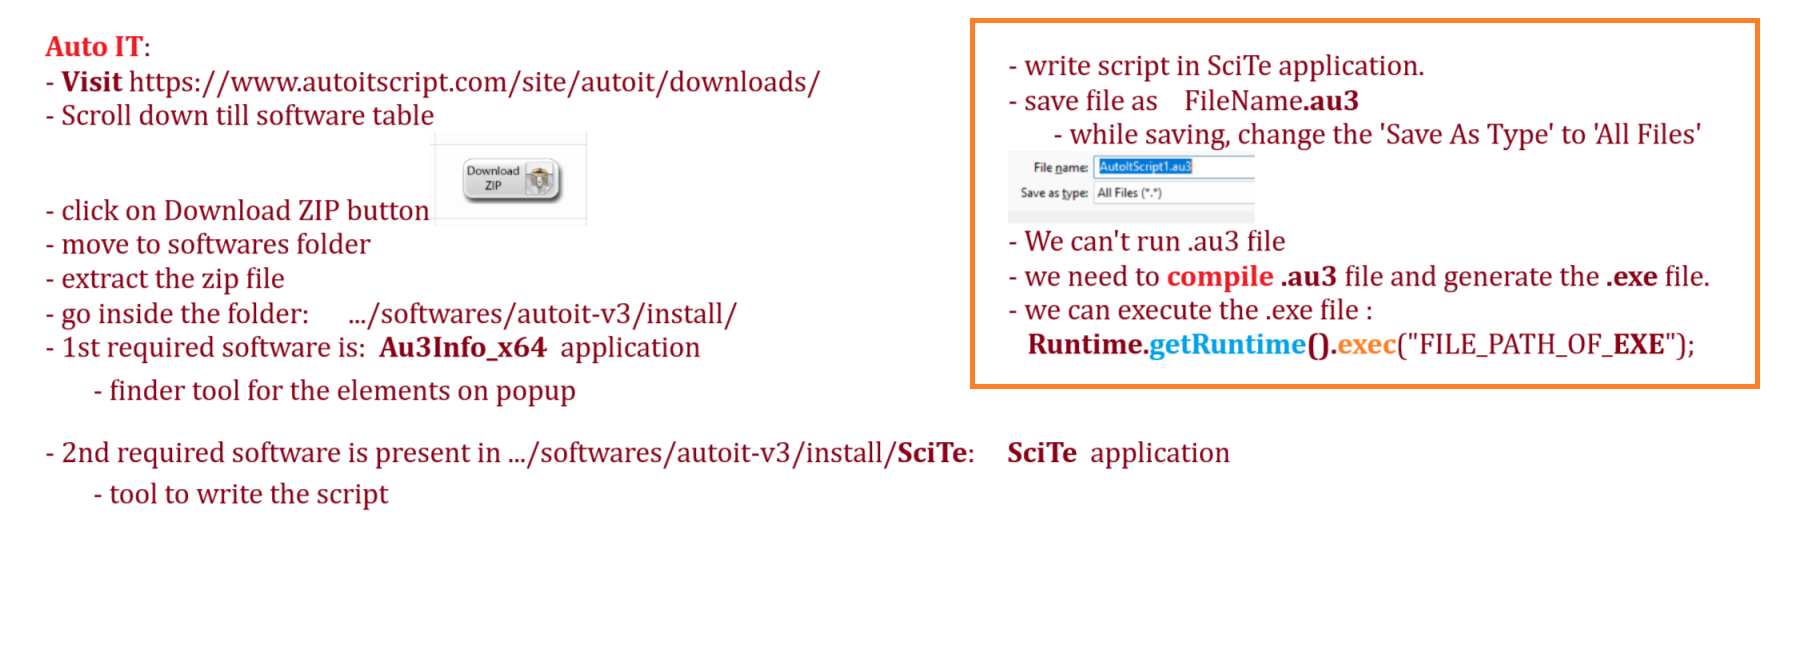 Auto IT:
- Visit https://www.autoitscript.com/site/autoit/downloads/
- Scroll down till software table
Download
ZIP
- click on Download ZIP button
- move to softwares folder
- extract the zip file
- go inside the folder: .../softwares/autoit-v3/install/
- 1st required software is: Au3Info_x64 application
- finder tool for the elements on popup
- 2nd required software is present in .../softwares/autoit-v3/install/SciTe: SciTe application
- tool to write the script
- write script in SciTe application.
- save file as FileName.au3
- while saving, change the 'Save As Type' to 'All Files'
File name: AutoItScript1.au3
Save as type: All Files (*.*)
- We can't run .au3 file
- we need to compile .au3 file and generate the .exe file.
- we can execute the .exe file :
Runtime.getRuntime().exec("FILE_PATH_OF_EXE");